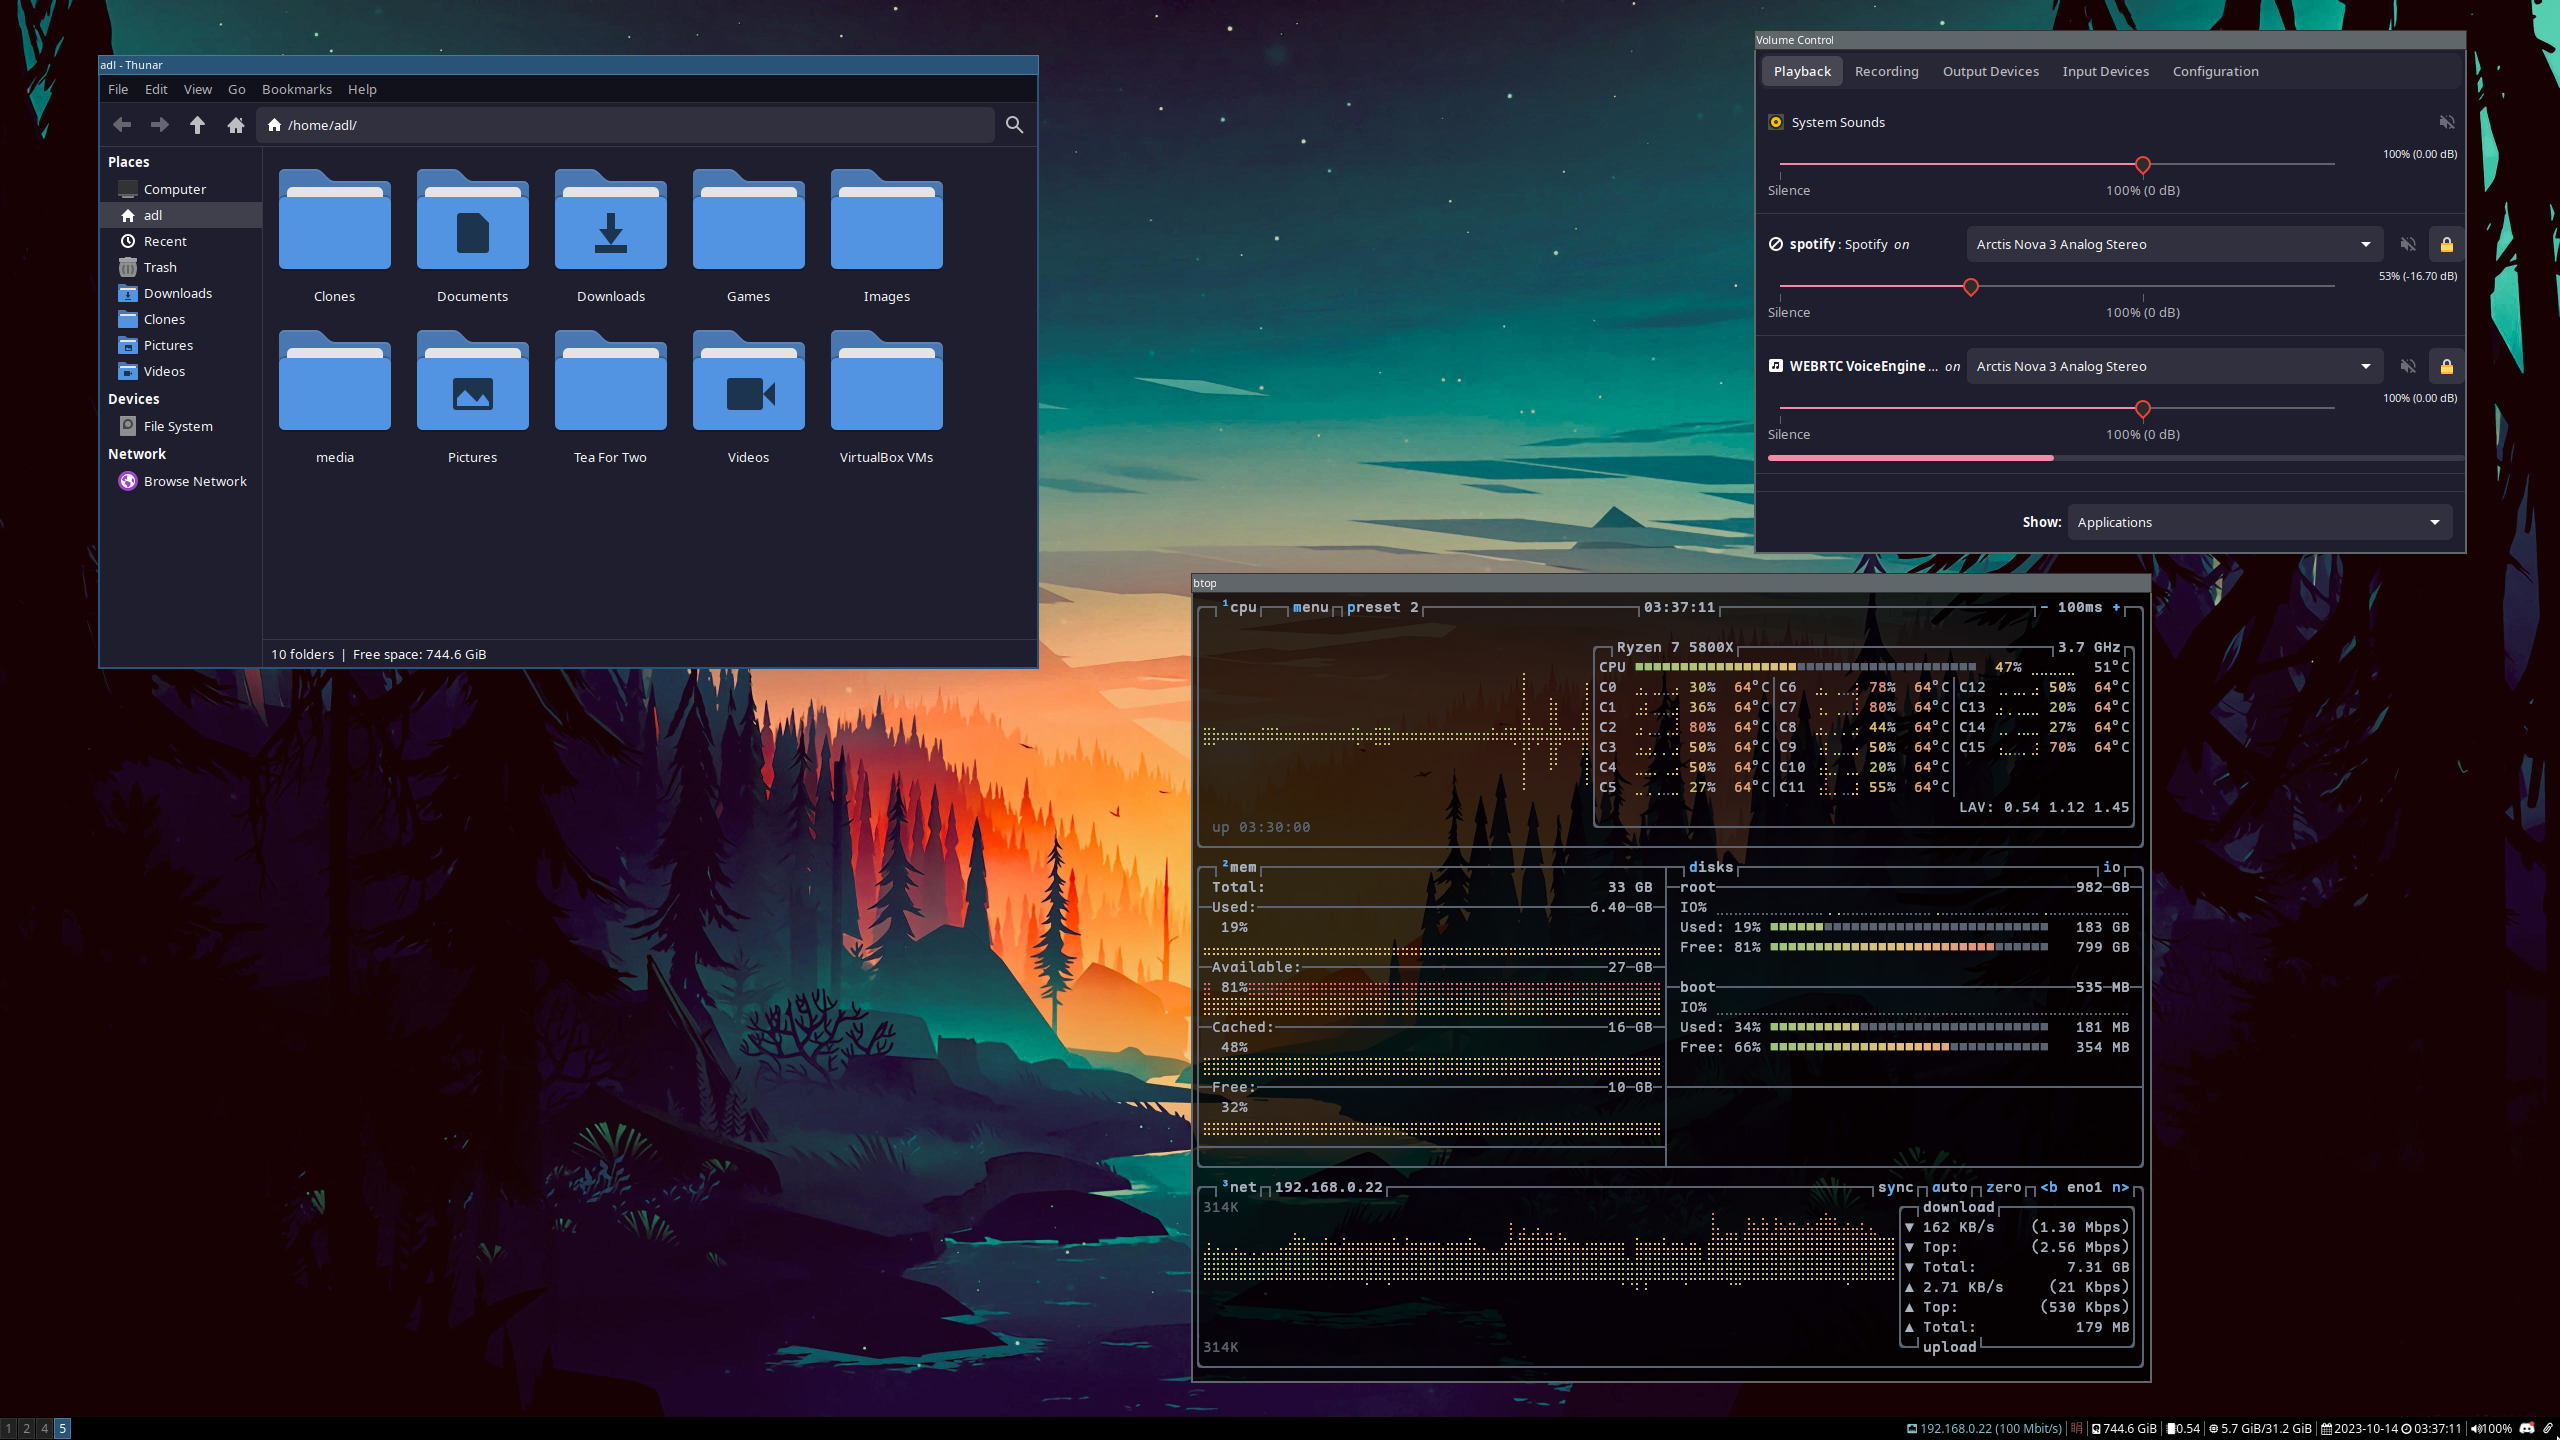 adl - Thunar
File Edit View Go Bookmarks Help
/home/adl/
Places
Computer
adl
Recent
Trash
Downloads
Clones
Pictures
Videos
Devices
File System
Network
Browse Network
Clones Documents Downloads Games Images
media Pictures Tea For Two Videos VirtualBox VMs
10 folders | Free space: 744.6 GiB
Volume Control
Playback Recording Output Devices Input Devices Configuration
System Sounds
100% (0.00 dB)
Silence 100% (0 dB)
spotify : Spotify on Arctis Nova 3 Analog Stereo
53% (-16.70 dB)
Silence 100% (0 dB)
WEBRTC VoiceEngine... on Arctis Nova 3 Analog Stereo
100% (0.00 dB)
Silence 100% (0 dB)
Show: Applications
btop
¹cpu menu preset 2 03:37:11 - 100ms +
Ryzen 7 5800X 3.7 GHz
CPU 47% 51°C
C0 30% 64°C C6 78% 64°C C12 50% 64°C
C1 36% 64°C C7 80% 64°C C13 20% 64°C
C2 80% 64°C C8 44% 64°C C14 27% 64°C
C3 50% 64°C C9 50% 64°C C15 70% 64°C
C4 50% 64°C C10 20% 64°C
C5 27% 64°C C11 55% 64°C
LAV: 0.54 1.12 1.45
up 03:30:00
²mem
Total: 33 GB
Used: 6.40 GB
19%
Available: 27 GB
81%
Cached: 16 GB
48%
Free: 10 GB
32%
disks io
root 982 GB
IO%
Used: 19% 183 GB
Free: 81% 799 GB
boot 535 MB
IO%
Used: 34% 181 MB
Free: 66% 354 MB
³net 192.168.0.22 sync auto zero <b eno1 n>
314K
download
▼ 162 KB/s (1.30 Mbps)
▼ Top: (2.56 Mbps)
▼ Total: 7.31 GB
▲ 2.71 KB/s (21 Kbps)
▲ Top: (530 Kbps)
▲ Total: 179 MB
314K
upload
1 2 4 5
192.168.0.22 (100 Mbit/s) 744.6 GiB 0.54 5.7 GiB/31.2 GiB 2023-10-14 03:37:11 100%